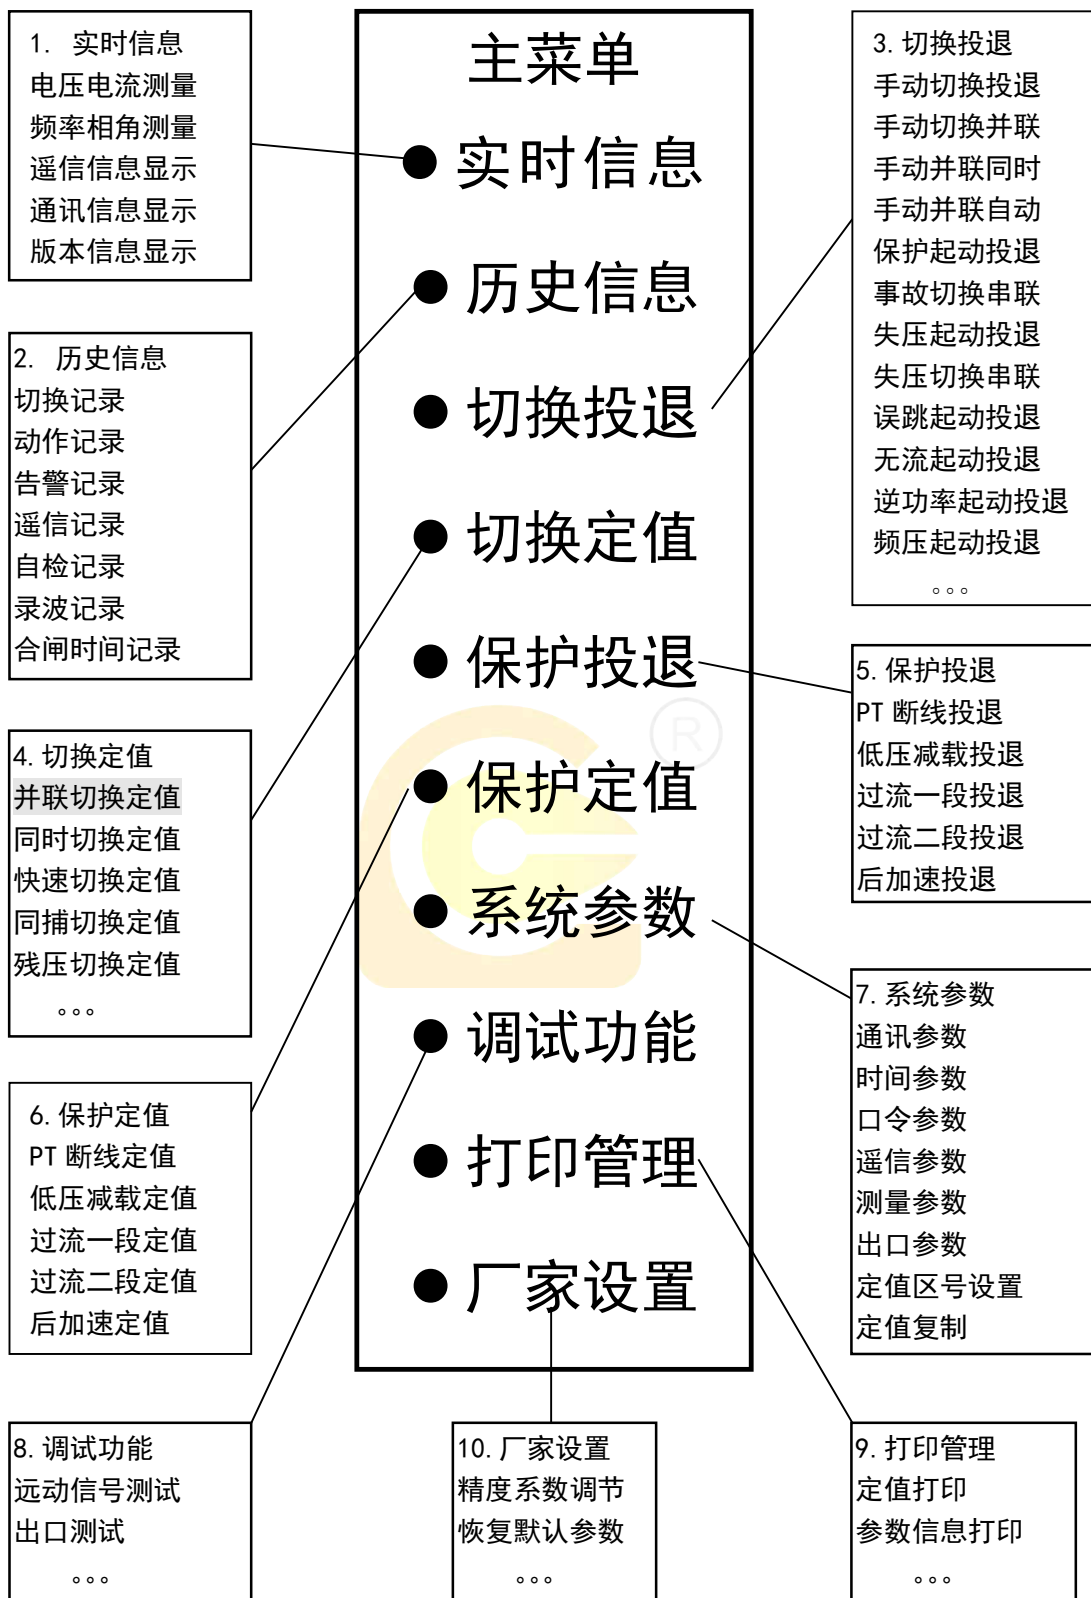 主菜单
●实时信息
●历史信息
●切换投退
●切换定值
●保护投退
●保护定值
●系统参数
●调试功能
●打印管理
●厂家设置
1. 实时信息
电压电流测量
频率相角测量
遥信信息显示
通讯信息显示
版本信息显示
2. 历史信息
切换记录
动作记录
告警记录
遥信记录
自检记录
录波记录
合闸时间记录
3.切换投退
手动切换投退
手动切换并联
手动并联同时
手动并联自动
保护起动投退
事故切换串联
失压起动投退
失压切换串联
误跳起动投退
无流起动投退
逆功率起动投退
频压起动投退
。。。
4.切换定值
并联切换定值
同时切换定值
快速切换定值
同捕切换定值
残压切换定值
。。。
5.保护投退
PT 断线投退
低压减载投退
过流一段投退
过流二段投退
后加速投退
6.保护定值
PT 断线定值
低压减载定值
过流一段定值
过流二段定值
后加速定值
7.系统参数
通讯参数
时间参数
口令参数
遥信参数
测量参数
出口参数
定值区号设置
定值复制
8.调试功能
远动信号测试
出口测试
。。。
10.厂家设置
精度系数调节
恢复默认参数
。。。
9.打印管理
定值打印
参数信息打印
。。。
®